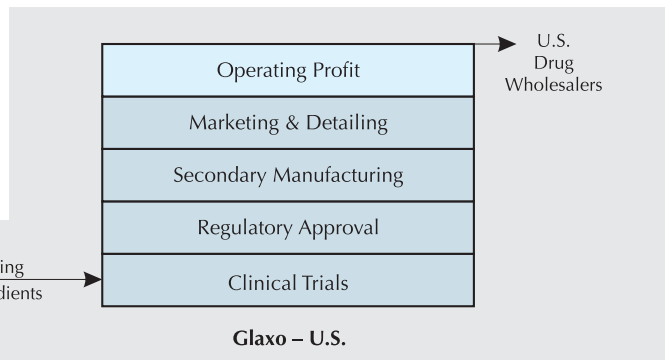 Operating Profit
U.S.
Drug
Wholesalers
Marketing & Detailing
Secondary Manufacturing
Regulatory Approval
Clinical Trials
Glaxo – U.S.